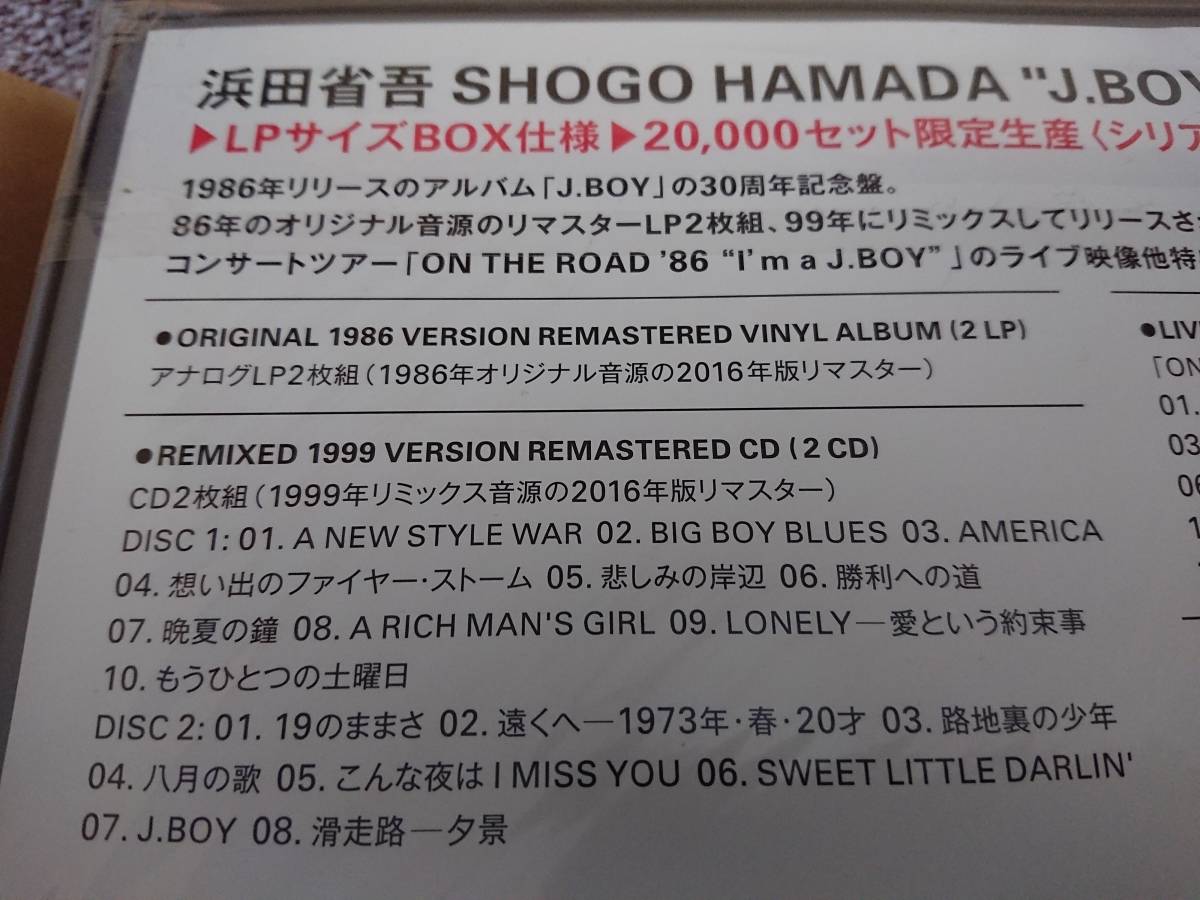 浜田省吾 SHOGO HAMADA "J.BOY
▶LPサイズBOX仕様▶20,000セット限定生産〈シリア
1986年リリースのアルバム「J.BOY」の30周年記念盤。
86年のオリジナル音源のリマスターLP2枚組、99年にリミックスしてリリースさ
コンサートツアー「ON THE ROAD '86 “I'm a J.BOY” 」のライブ映像他特
●ORIGINAL 1986 VERSION REMASTERED VINYL ALBUM (2 LP)
アナログLP2枚組(1986年オリジナル音源の2016年版リマスター)
●REMIXED 1999 VERSION REMASTERED CD (2 CD)
CD2枚組(1999年リミックス音源の2016年版リマスター)
DISC 1: 01. A NEW STYLE WAR 02. BIG BOY BLUES 03. AMERICA
04. 想い出のファイヤー・ストーム 05. 悲しみの岸辺 06. 勝利への道
07. 晩夏の鐘 08. A RICH MAN'S GIRL 09. LONELY—愛という約束事
10. もうひとつの土曜日
DISC 2: 01. 19のままさ 02. 遠くへ—1973年・春・20才 03. 路地裏の少年
04. 八月の歌 05. こんな夜は I MISS YOU 06. SWEET LITTLE DARLIN'
07. J.BOY 08. 滑走路—夕景
●LIV
「ON
01.
03
06
1